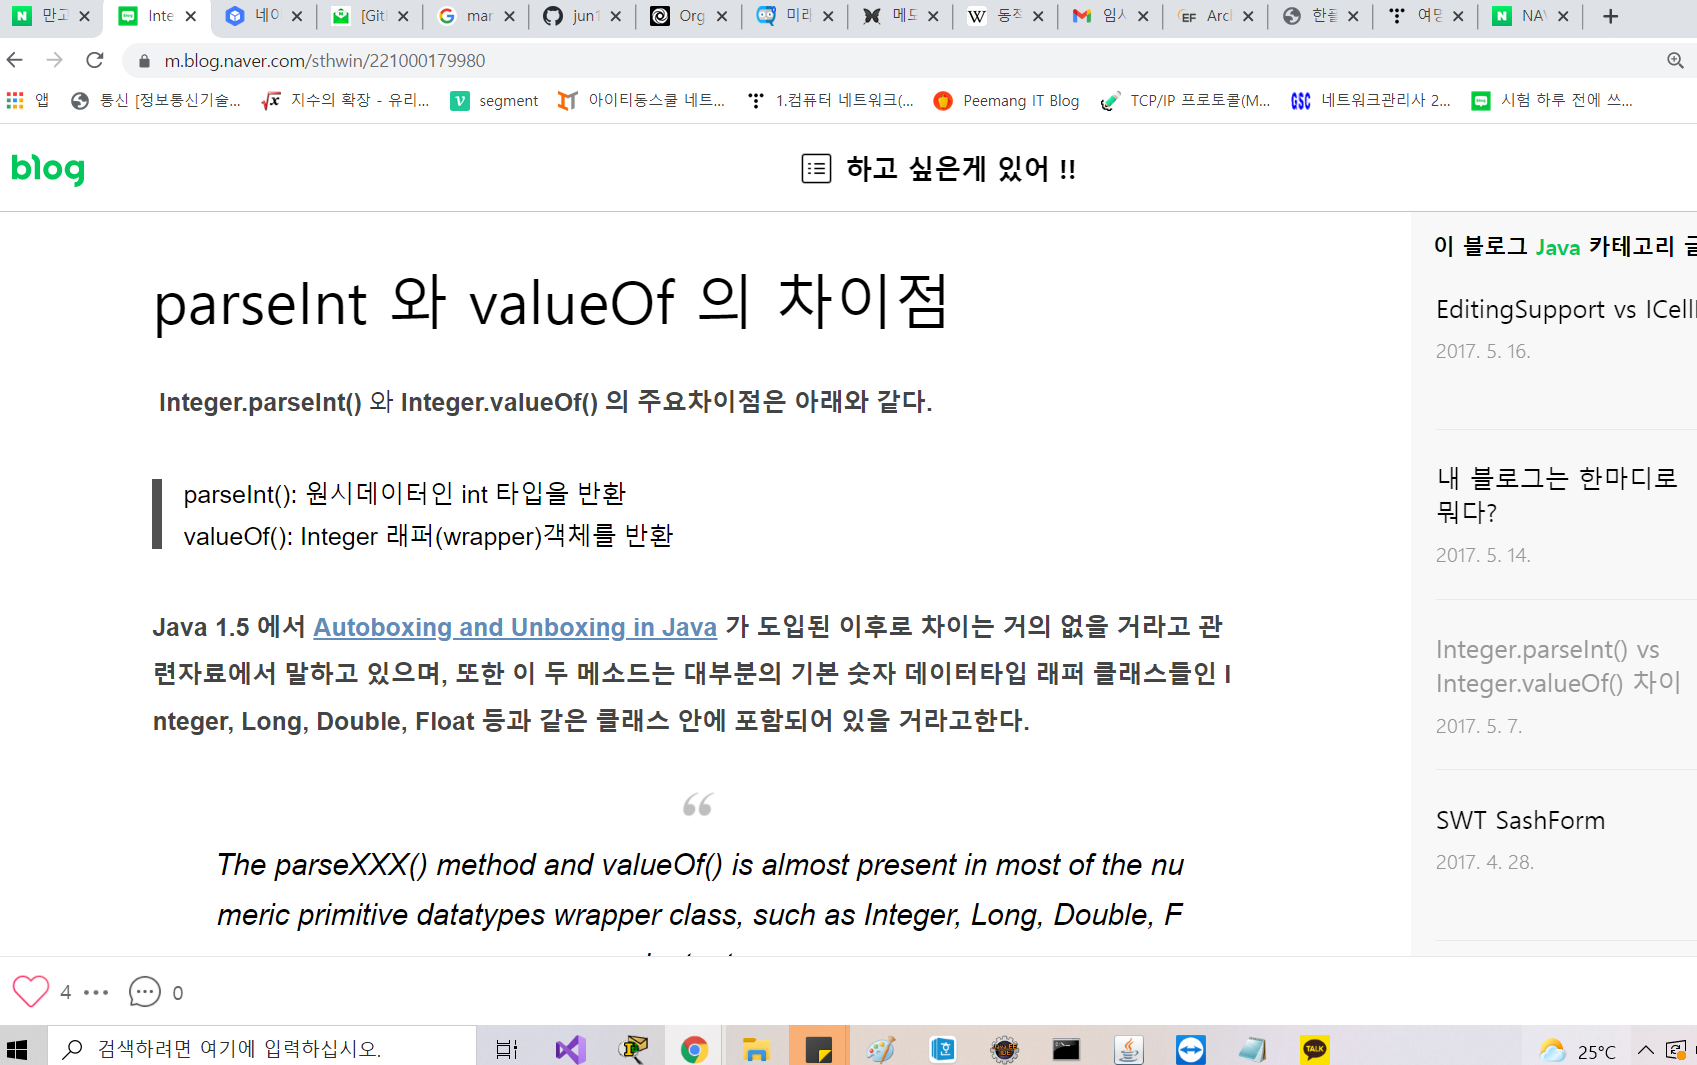 만고
Inte
네이
[Git
mar
jun1
Org
미래
메모
동적
임시
Arcl
한줄
여명
NAV
m.blog.naver.com/sthwin/221000179980
앱
통신 [정보통신기술...
지수의 확장 - 유리...
segment
아이티동스쿨 네트...
1.컴퓨터 네트워크(...
Peemang IT Blog
TCP/IP 프로토콜(M...
GSC 네트워크관리사 2...
시험 하루 전에 쓰...
blog
하고 싶은게 있어 !!
parseInt 와 valueOf 의 차이점
Integer.parseInt() 와 Integer.valueOf() 의 주요차이점은 아래와 같다.
parseInt(): 원시데이터인 int 타입을 반환
valueOf(): Integer 래퍼(wrapper)객체를 반환
Java 1.5 에서 Autoboxing and Unboxing in Java 가 도입된 이후로 차이는 거의 없을 거라고 관
련자료에서 말하고 있으며, 또한 이 두 메소드는 대부분의 기본 숫자 데이터타입 래퍼 클래스들인 I
nteger, Long, Double, Float 등과 같은 클래스 안에 포함되어 있을 거라고한다.
“
The parseXXX() method and valueOf() is almost present in most of the nu
meric primitive datatypes wrapper class, such as Integer, Long, Double, F
이 블로그 Java 카테고리 글
EditingSupport vs ICellI
2017. 5. 16.
내 블로그는 한마디로
뭐다?
2017. 5. 14.
Integer.parseInt() vs
Integer.valueOf() 차이
2017. 5. 7.
SWT SashForm
2017. 4. 28.
4
0
검색하려면 여기에 입력하십시오.
TALK
25°C